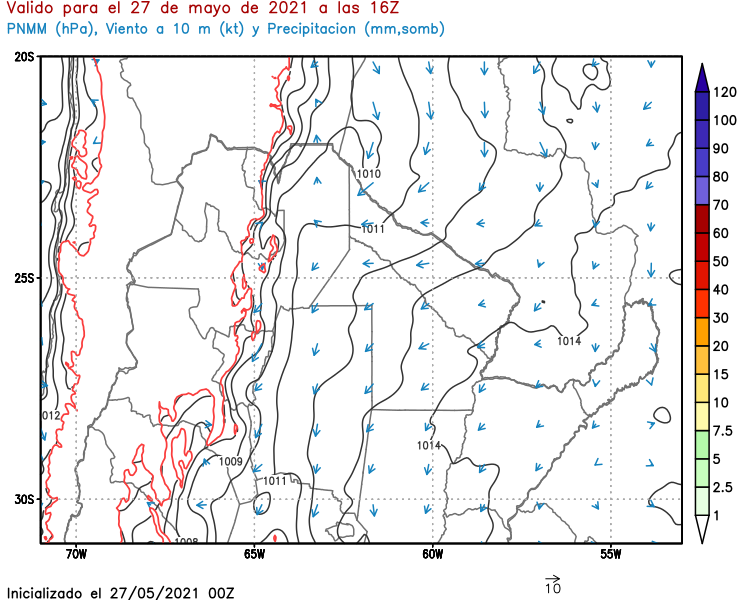 Valido para el 27 de mayo de 2021 a las 16Z
PNMM (hPa), Viento a 10 m (kt) y Precipitacion (mm,somb)
20S
25S
30S
70W
65W
60W
55W
1010
1011
1014
012
1014
1009
1011
1008
120
100
90
80
70
60
50
40
30
20
15
10
7.5
5
2.5
1
10
Inicializado el 27/05/2021 00Z